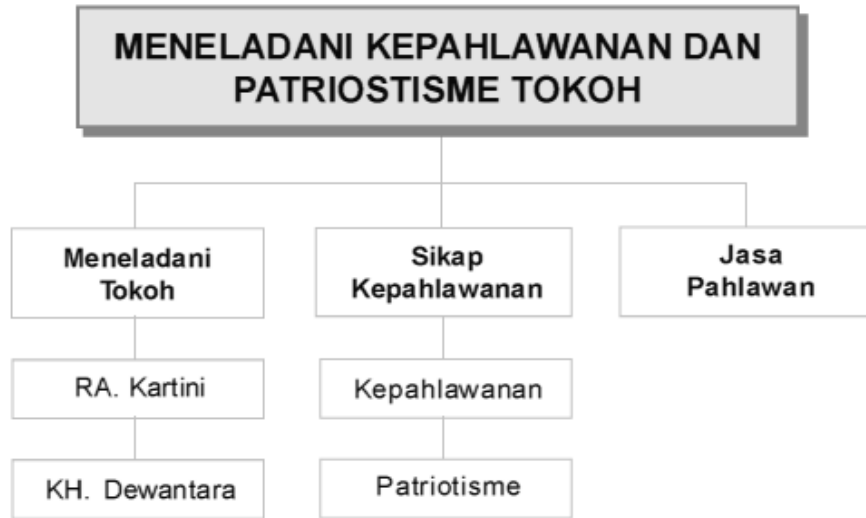 MENELADANI KEPAHLAWANAN DAN
PATRIOSTISME TOKOH
Meneladani
Tokoh
RA. Kartini
KH. Dewantara
Sikap
Kepahlawanan
Kepahlawanan
Patriotisme
Jasa
Pahlawan